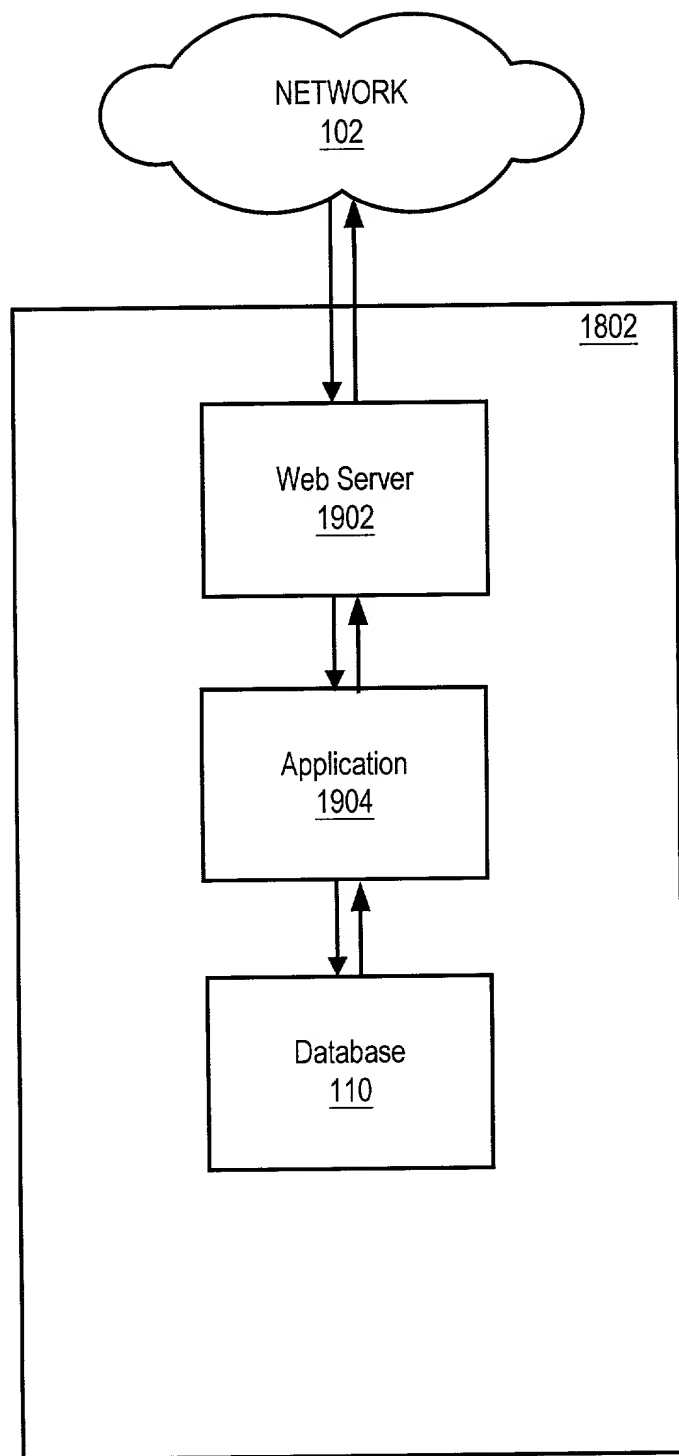 NETWORK
102
1802
Web Server
1902
Application
1904
Database
110